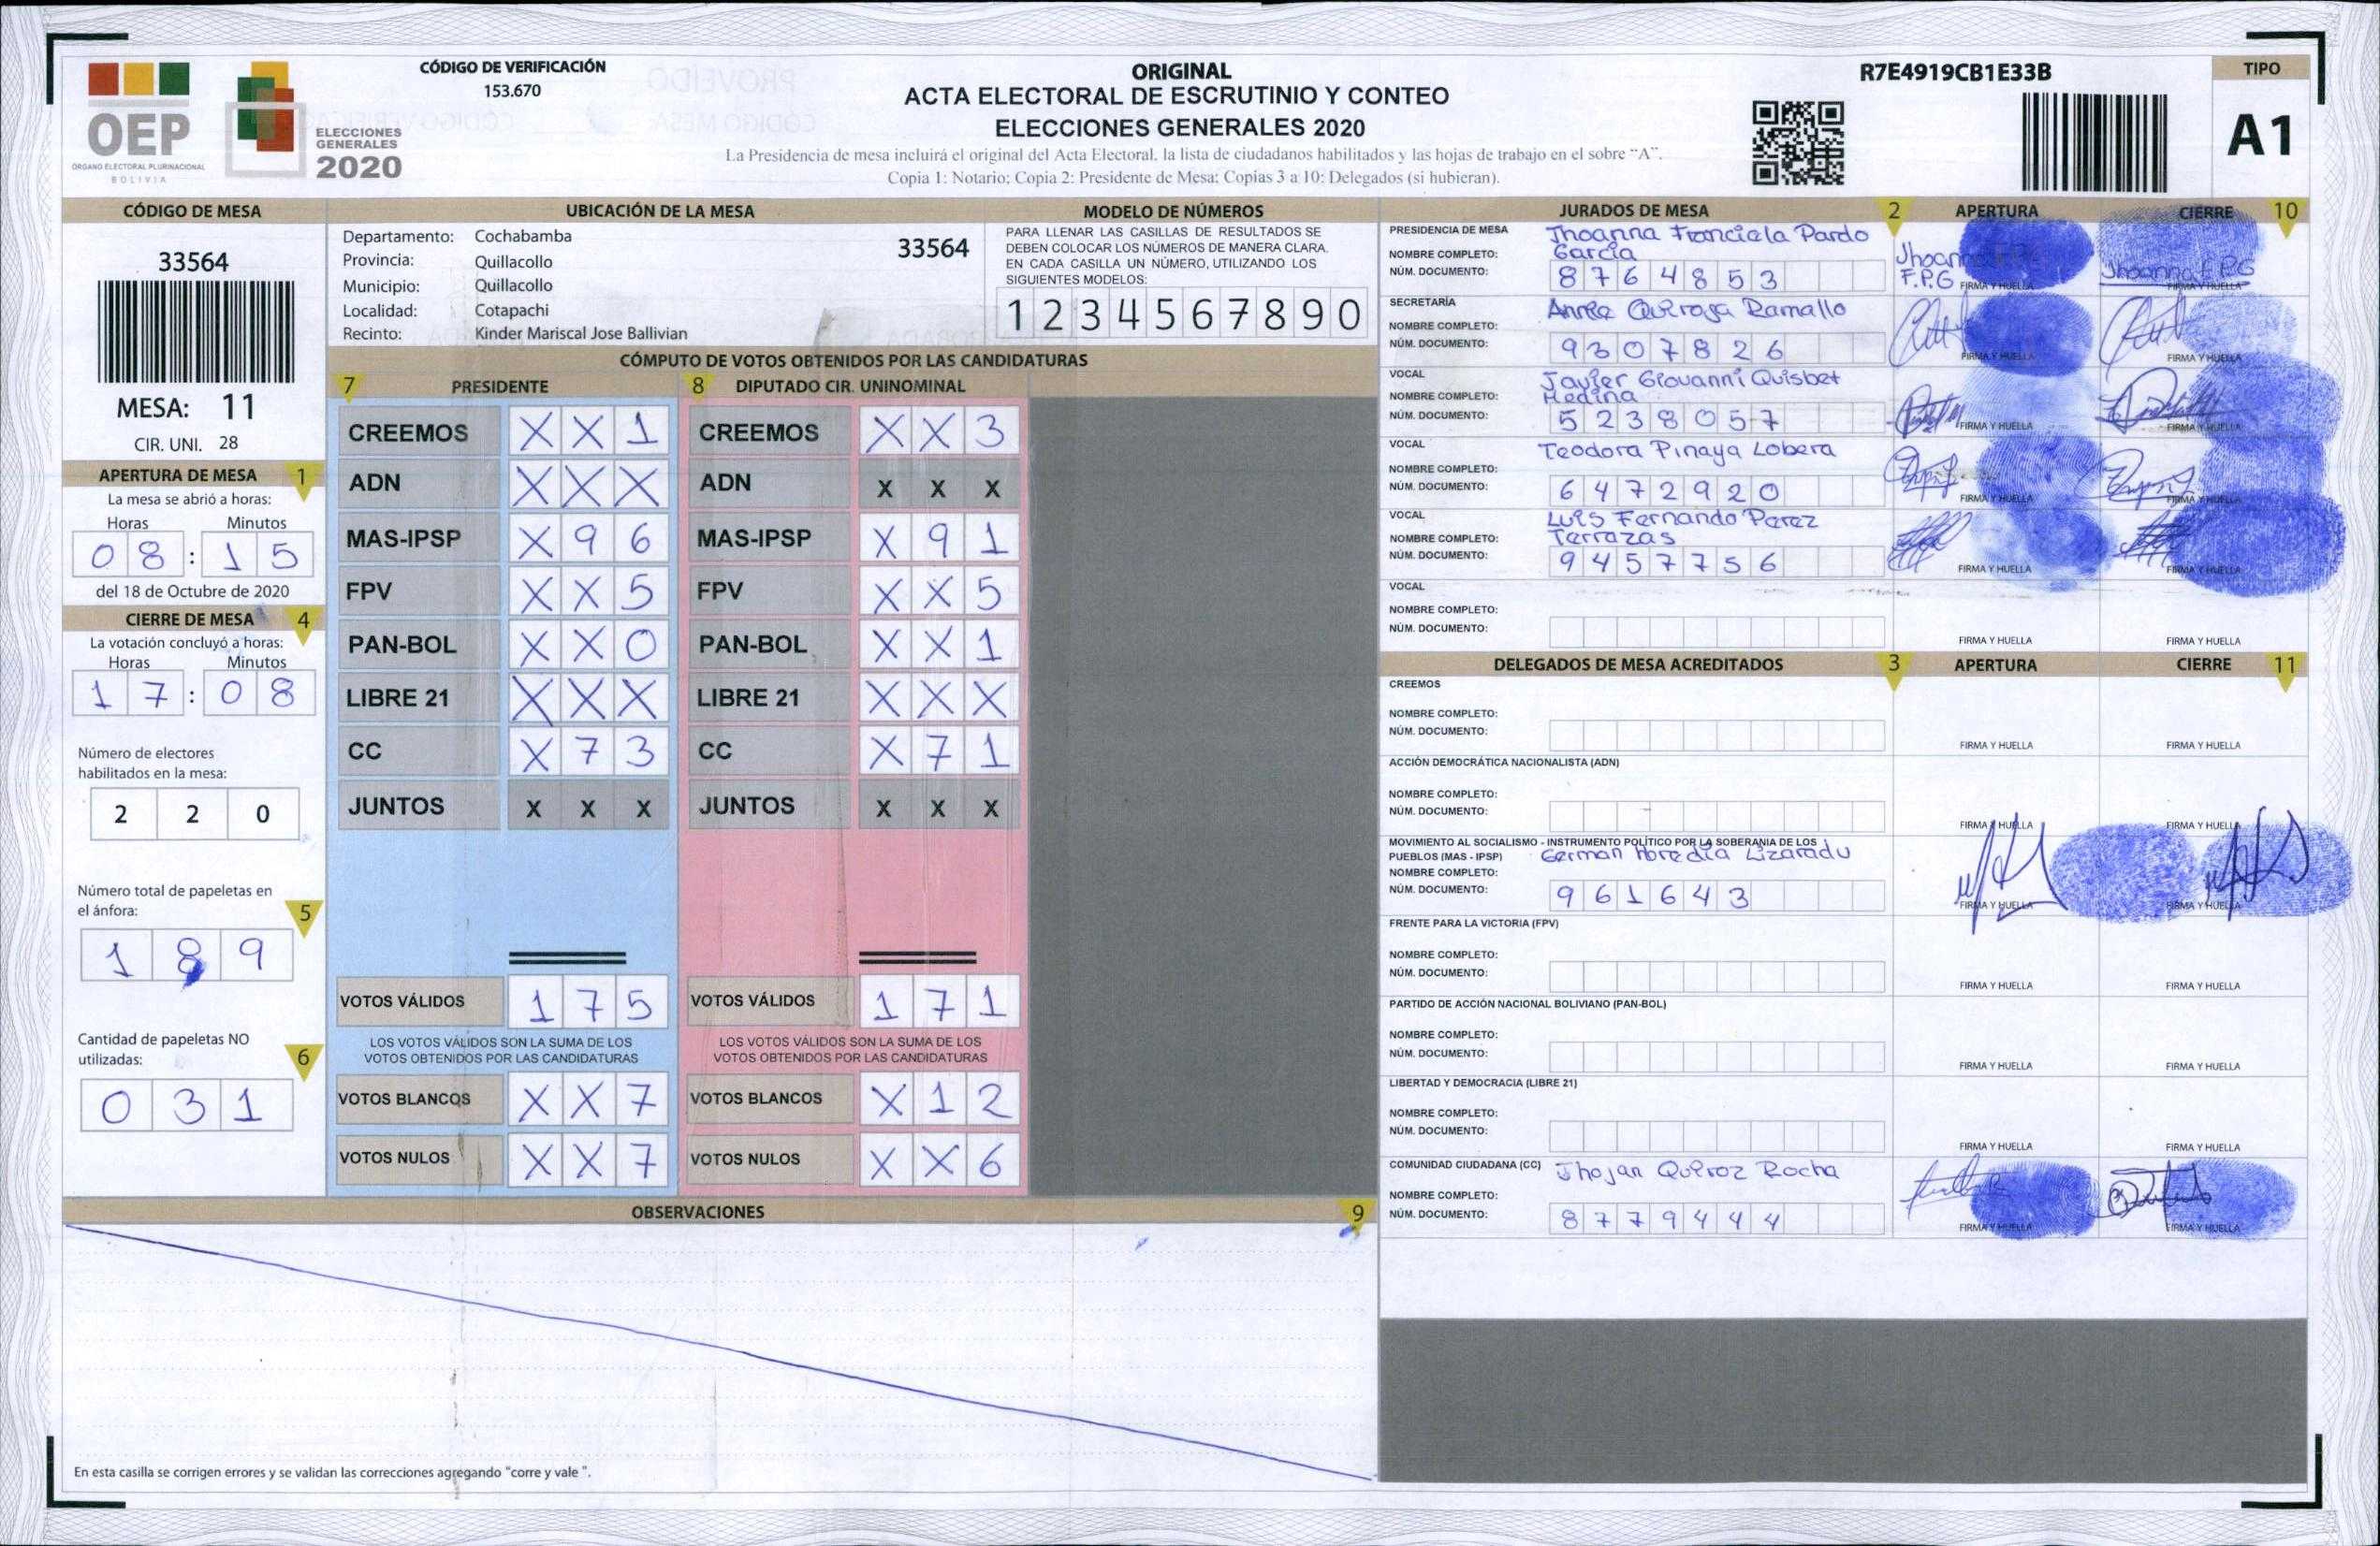 OEP
ÓRGANO ELECTORAL PLURINACIONAL
BOLIVIA
ELECCIONES
GENERALES
2020
CÓDIGO DE VERIFICACIÓN
153.670
ORIGINAL
ACTA ELECTORAL DE ESCRUTINIO Y CONTEO
ELECCIONES GENERALES 2020
La Presidencia de mesa incluirá el original del Acta Electoral, la lista de ciudadanos habilitados y las hojas de trabajo en el sobre "A".
Copia 1: Notario; Copia 2: Presidente de Mesa; Copias 3 a 10: Delegados (si hubieran).
R7E4919CB1E33B
TIPO
A1
CÓDIGO DE MESA
33564
MESA: 11
CIR. UNI. 28
APERTURA DE MESA 1
La mesa se abrió a horas:
Horas Minutos
08:15
del 18 de Octubre de 2020
CIERRE DE MESA 4
La votación concluyó a horas:
Horas Minutos
17:08
Número de electores
habilitados en la mesa:
2 2 0
Número total de papeletas en
el ánfora: 5
1 8 9
Cantidad de papeletas NO
utilizadas: 6
0 3 1
UBICACIÓN DE LA MESA
Departamento: Cochabamba 33564
Provincia: Quillacollo
Municipio: Quillacollo
Localidad: Cotapachi
Recinto: Kinder Mariscal Jose Ballivian
MODELO DE NÚMEROS
PARA LLENAR LAS CASILLAS DE RESULTADOS SE
DEBEN COLOCAR LOS NÚMEROS DE MANERA CLARA.
EN CADA CASILLA UN NÚMERO, UTILIZANDO LOS
SIGUIENTES MODELOS:
1 2 3 4 5 6 7 8 9 0
CÓMPUTO DE VOTOS OBTENIDOS POR LAS CANDIDATURAS
7 PRESIDENTE 8 DIPUTADO CIR. UNINOMINAL
CREEMOS X X 1 CREEMOS X X 3
ADN X X X ADN X X X
MAS-IPSP X 9 6 MAS-IPSP X 9 1
FPV X X 5 FPV X X 5
PAN-BOL X X 0 PAN-BOL X X 1
LIBRE 21 X X X LIBRE 21 X X X
CC X 7 3 CC X 7 1
JUNTOS X X X JUNTOS X X X
VOTOS VÁLIDOS 1 7 5 VOTOS VÁLIDOS 1 7 1
LOS VOTOS VÁLIDOS SON LA SUMA DE LOS LOS VOTOS VÁLIDOS SON LA SUMA DE LOS
VOTOS OBTENIDOS POR LAS CANDIDATURAS VOTOS OBTENIDOS POR LAS CANDIDATURAS
VOTOS BLANCOS X X 7 VOTOS BLANCOS X 1 2
VOTOS NULOS X X 7 VOTOS NULOS X X 6
OBSERVACIONES 9
En esta casilla se corrigen errores y se validan las correcciones agregando "corre y vale ".
JURADOS DE MESA 2 APERTURA CIERRE 10
PRESIDENCIA DE MESA Jhoanna Franciela Pardo
NOMBRE COMPLETO: García
NÚM. DOCUMENTO: 8764853
Jhoanna F.P.G FIRMA Y HUELLA Jhoanna F.P.G FIRMA Y HUELLA
SECRETARÍA
NOMBRE COMPLETO: Quiroga Ramallo
NÚM. DOCUMENTO: 9307826
FIRMA Y HUELLA FIRMA Y HUELLA
VOCAL Javier Giovanni Quisbet
NOMBRE COMPLETO: Medina
NÚM. DOCUMENTO: 5238057
FIRMA Y HUELLA FIRMA Y HUELLA
VOCAL Teodora Pinaya Lobera
NOMBRE COMPLETO:
NÚM. DOCUMENTO: 6472920
FIRMA Y HUELLA FIRMA Y HUELLA
VOCAL Luis Fernando Perez
NOMBRE COMPLETO: Terrazas
NÚM. DOCUMENTO: 9457756
FIRMA Y HUELLA FIRMA Y HUELLA
VOCAL
NOMBRE COMPLETO:
NÚM. DOCUMENTO:
FIRMA Y HUELLA FIRMA Y HUELLA
DELEGADOS DE MESA ACREDITADOS 3 APERTURA CIERRE 11
CREEMOS
NOMBRE COMPLETO:
NÚM. DOCUMENTO:
FIRMA Y HUELLA FIRMA Y HUELLA
ACCIÓN DEMOCRÁTICA NACIONALISTA (ADN)
NOMBRE COMPLETO:
NÚM. DOCUMENTO:
FIRMA Y HUELLA FIRMA Y HUELLA
MOVIMIENTO AL SOCIALISMO - INSTRUMENTO POLÍTICO POR LA SOBERANIA DE LOS
PUEBLOS (MAS - IPSP) German
NOMBRE COMPLETO:
NÚM. DOCUMENTO: 961643
FIRMA Y HUELLA FIRMA Y HUELLA
FRENTE PARA LA VICTORIA (FPV)
NOMBRE COMPLETO:
NÚM. DOCUMENTO:
FIRMA Y HUELLA FIRMA Y HUELLA
PARTIDO DE ACCIÓN NACIONAL BOLIVIANO (PAN-BOL)
NOMBRE COMPLETO:
NÚM. DOCUMENTO:
FIRMA Y HUELLA FIRMA Y HUELLA
LIBERTAD Y DEMOCRACIA (LIBRE 21)
NOMBRE COMPLETO:
NÚM. DOCUMENTO:
FIRMA Y HUELLA FIRMA Y HUELLA
COMUNIDAD CIUDADANA (CC) Jhojan Quiroz Rocha
NOMBRE COMPLETO:
NÚM. DOCUMENTO: 8779444
FIRMA Y HUELLA FIRMA Y HUELLA